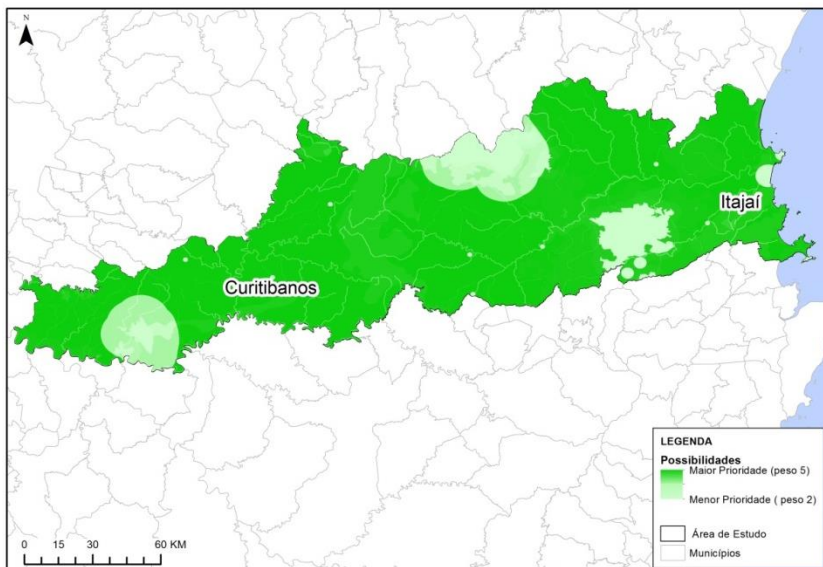 N
Itajaí
Curitibanos
LEGENDA
Possibilidades
Maior Prioridade (peso 5)
Menor Prioridade ( peso 2)
Área de Estudo
Municípios
0 15 30 60 KM